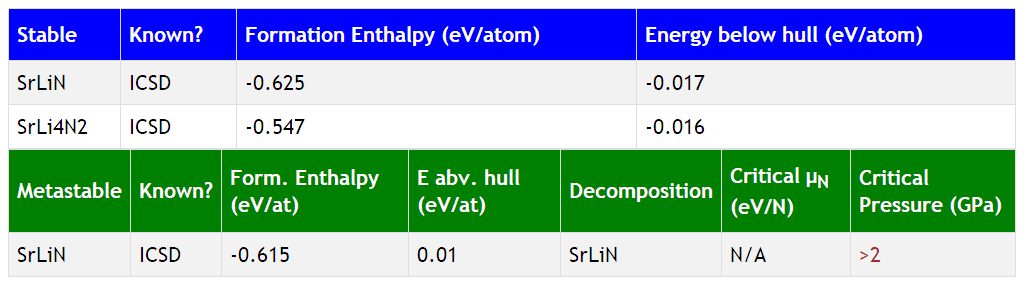 Stable Known? Formation Enthalpy (eV/atom) Energy below hull (eV/atom)
SrLiN ICSD -0.625 -0.017
SrLi4N2 ICSD -0.547 -0.016
Metastable Known? Form. Enthalpy (eV/at) E abv. hull (eV/at) Decomposition Critical μN (eV/N) Critical Pressure (GPa)
SrLiN ICSD -0.615 0.01 SrLiN N/A >2